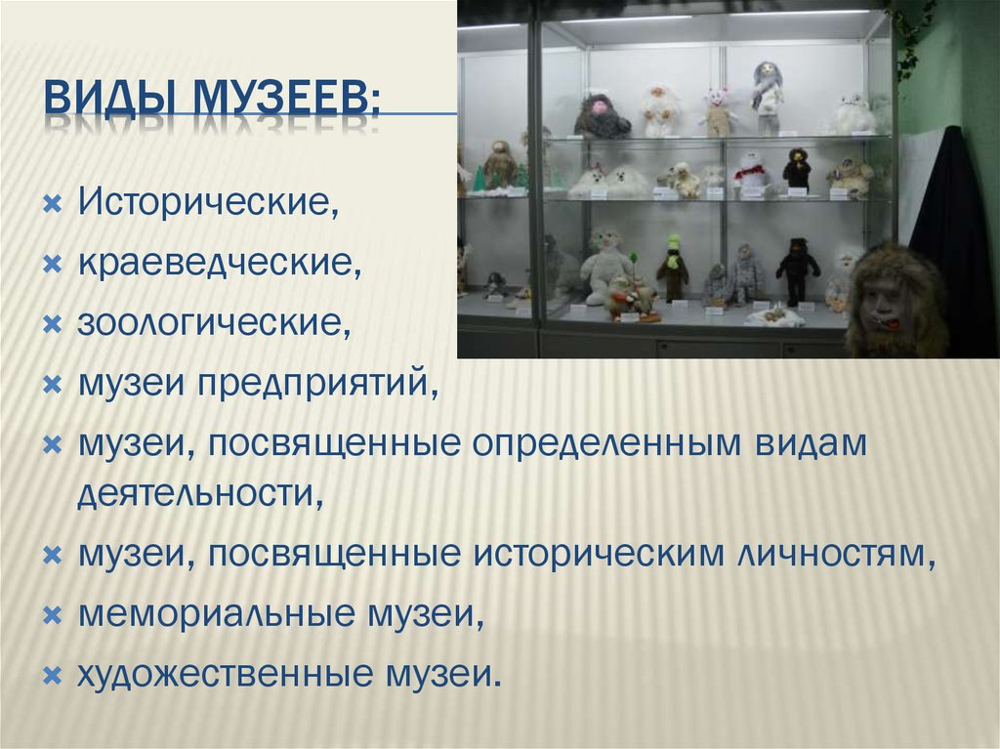 ВИДЫ МУЗЕЕВ:
Исторические,
краеведческие,
зоологические,
музеи предприятий,
музеи, посвященные определенным видам
деятельности,
музеи, посвященные историческим личностям,
мемориальные музеи,
художественные музеи.